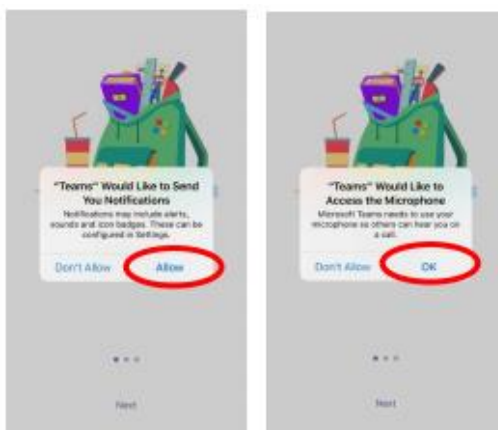 "Teams" Would Like to Send
You Notifications
Notifications may include alerts,
sounds and icon badges. These can be
configured in Settings.
Don't Allow
Allow
Next
"Teams" Would Like to
Access the Microphone
Microsoft Teams needs to use your
microphone so others can hear you on
a call.
Don't Allow
OK
Next